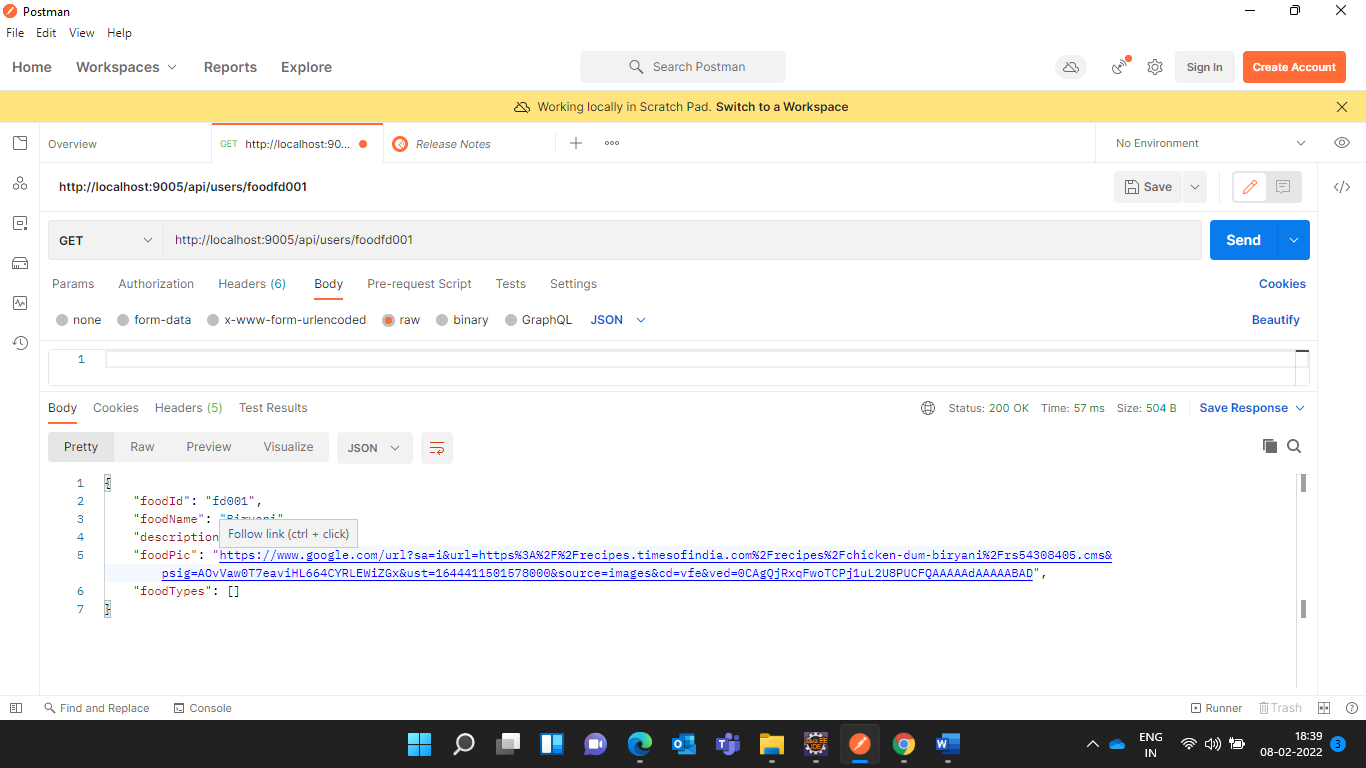 Postman
File Edit View Help
Home Workspaces Reports Explore Search Postman Sign In Create Account
Working locally in Scratch Pad. Switch to a Workspace
Overview GET http://localhost:90... Release Notes No Environment
http://localhost:9005/api/users/foodfd001 Save
GET http://localhost:9005/api/users/foodfd001 Send
Params Authorization Headers (6) Body Pre-request Script Tests Settings Cookies
none form-data x-www-form-urlencoded raw binary GraphQL JSON Beautify
1
Body Cookies Headers (5) Test Results Status: 200 OK Time: 57 ms Size: 504 B Save Response
Pretty Raw Preview Visualize JSON
1 {
2 "foodId": "fd001",
3 "foodName": "Biryani"
Follow link (ctrl + click)
4 "description
5 "foodPic": "https://www.google.com/url?sa=i&url=https%3A%2F%2Frecipes.timesofindia.com%2Frecipes%2Fchicken-dum-biryani%2Frs54308405.cms&
psig=AOvVaw0T7eaviHL664CYRLEWiZGx&ust=1644411501578000&source=images&cd=vfe&ved=0CAgQjRxqFwoTCPj1uL2U8PUCFQAAAAAdAAAAABAD",
6 "foodTypes": []
7 }
Find and Replace Console Runner Trash
ENG 18:39
IN 08-02-2022 3